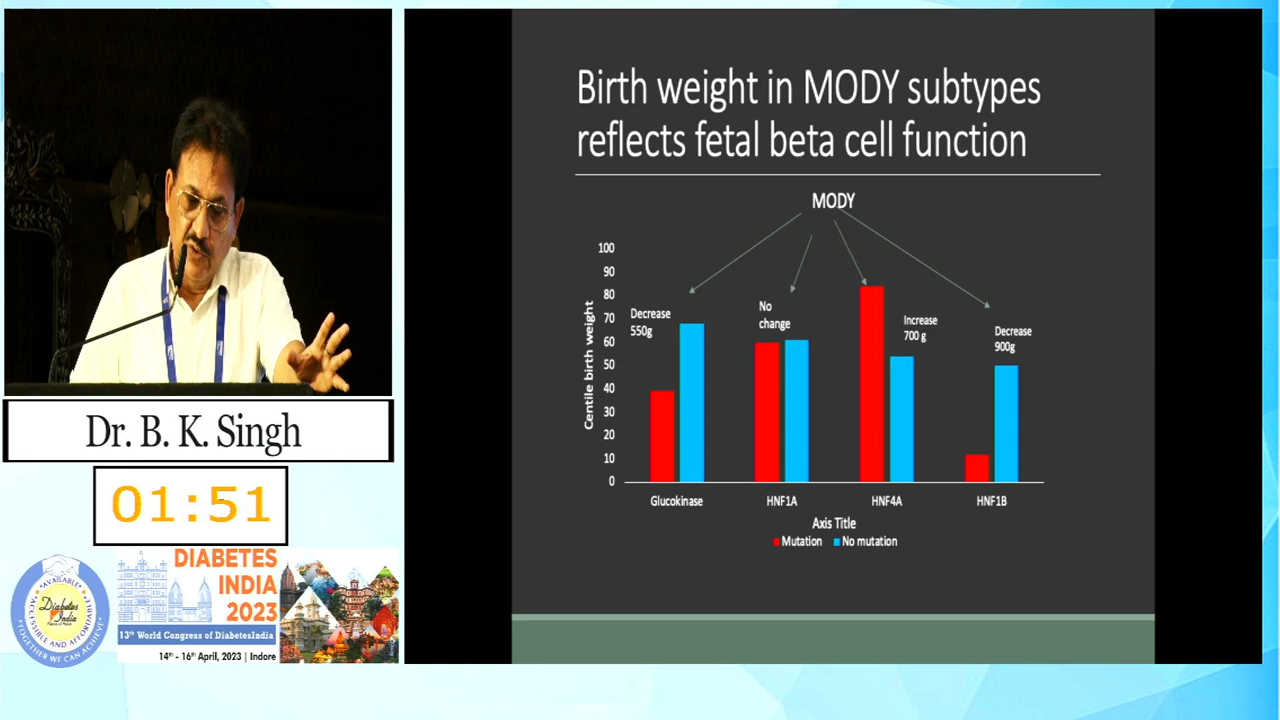 Birth weight in MODY subtypes
reflects fetal beta cell function
MODY
100
90
80
70
60
50
40
30
20
10
0
Centile birth weight
Decrease
550g
No
change
Increase
700 g
Decrease
900g
Glucokinase
HNF1A
HNF4A
HNF1B
Axis Title
Mutation
No mutation
Dr. B. K. Singh
01:51
AVAILABLE
ACCESSIBLE AND AFFORDABLE
TOGETHER WE CAN ACHIEVE
Diabetes
India
DIABETES
INDIA
2023
13th World Congress of DiabetesIndia
14th - 16th April, 2023 | Indore